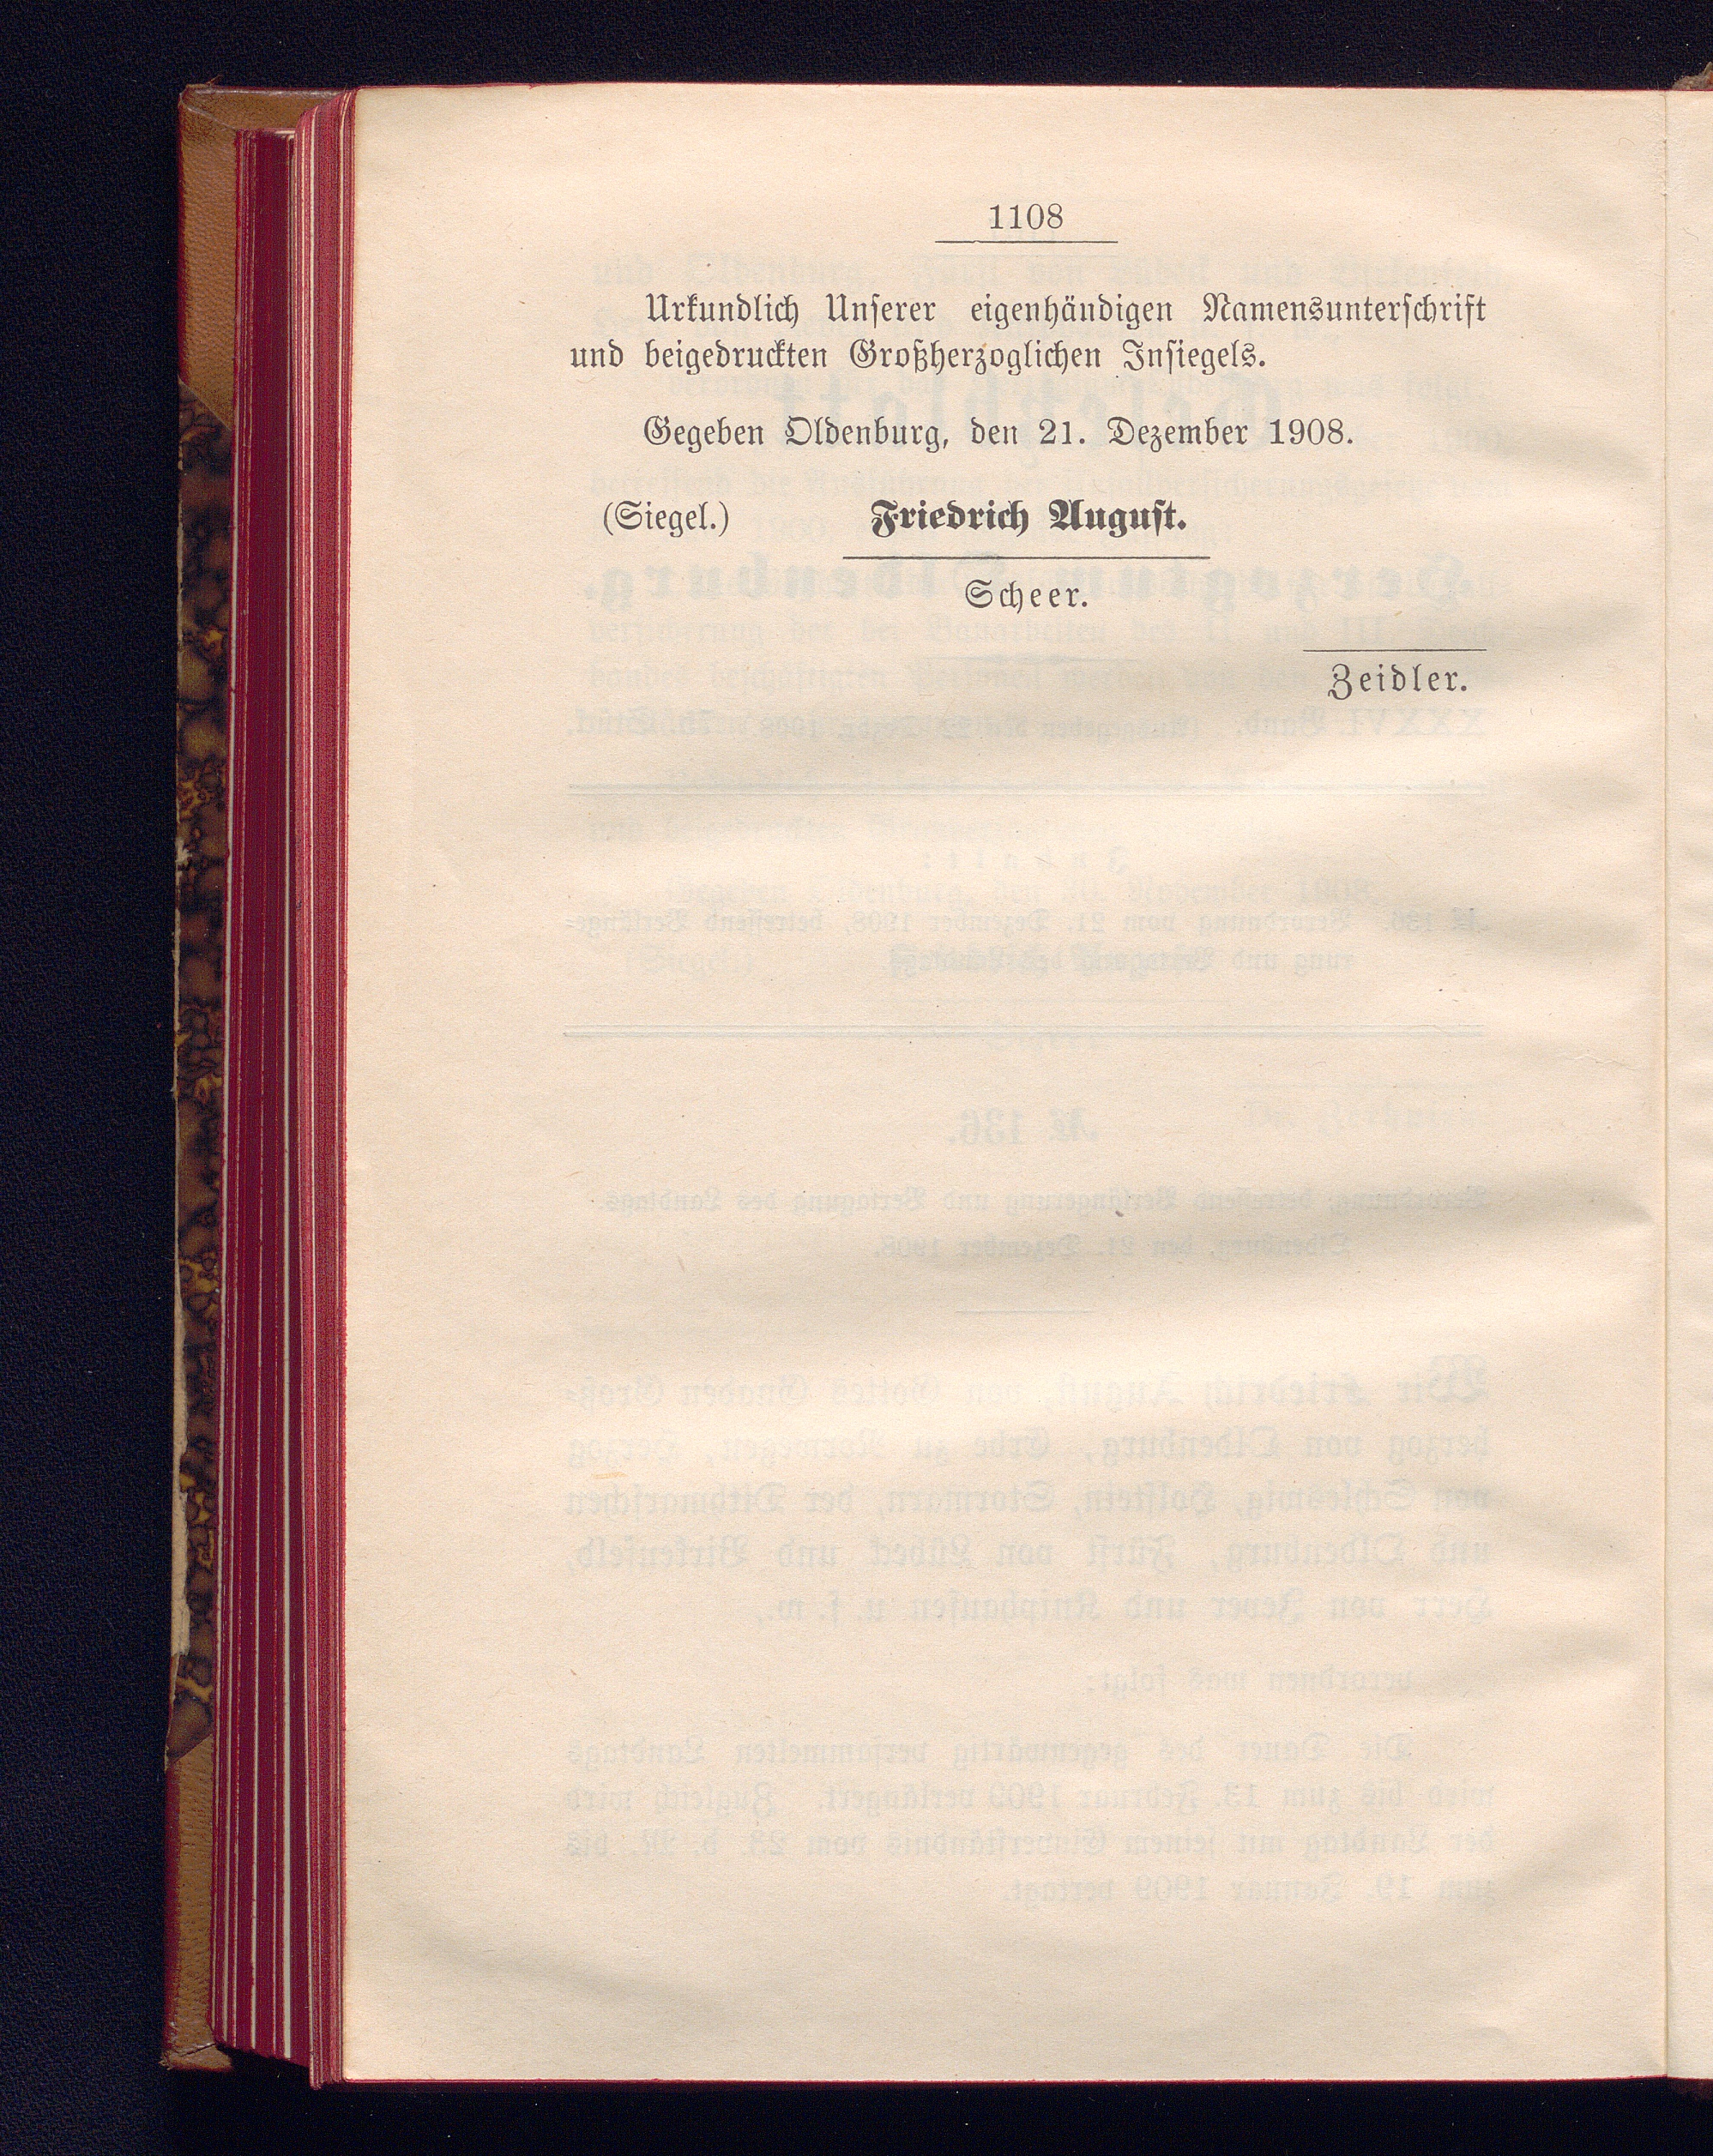 1108
Urkundlich Unserer eigenhändigen Namensunterschrift
und beigedruckten Großherzoglichen Insiegels.
Gegeben Oldenburg, den 21. Dezember 1908.
(Siegel.) Friedrich August.
Scheer.
Zeidler.